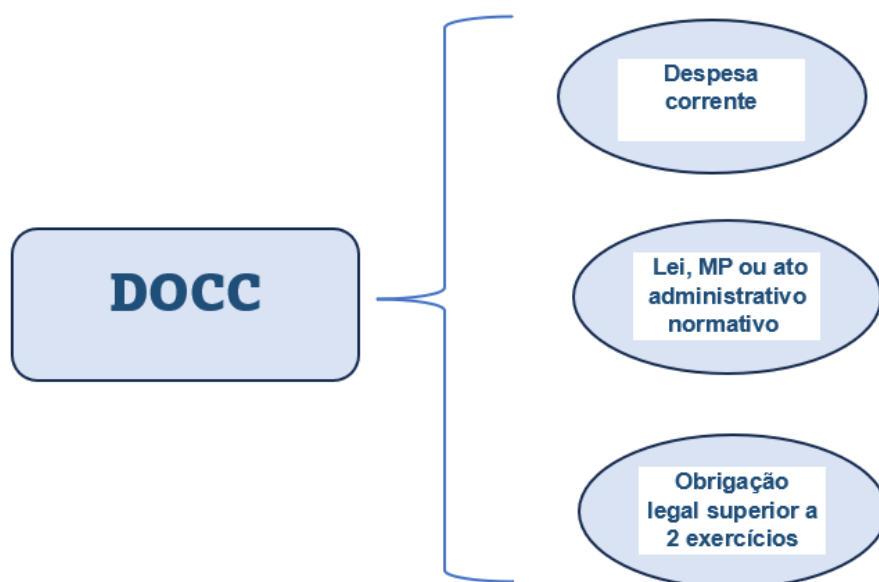 DOCC
Despesa
corrente
Lei, MP ou ato
administrativo
normativo
Obrigação
legal superior a
2 exercícios